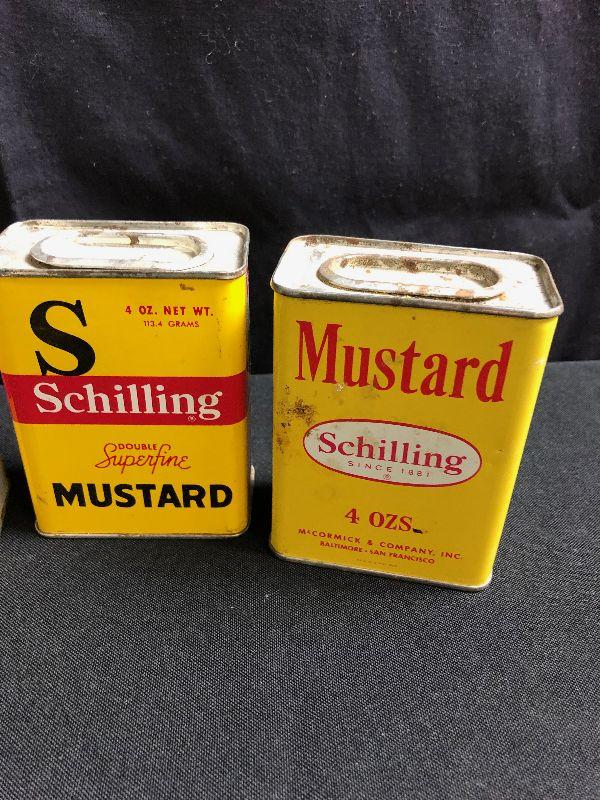 S
4 OZ. NET WT.
113.4 GRAMS
Schilling
®
DOUBLE
Superfine
MUSTARD
Mustard
Schilling
SINCE 1881
®
4 OZS.
McCORMICK & COMPANY, INC.
BALTIMORE • SAN FRANCISCO